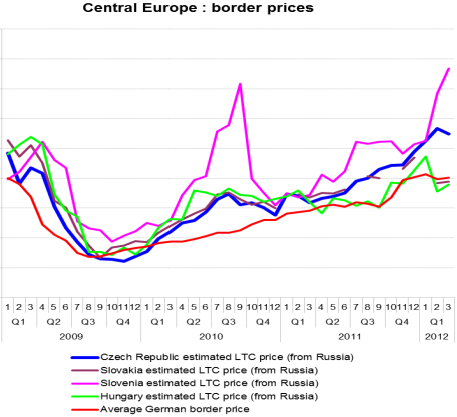 Central Europe : border prices
1 2 3 4 5 6 7 8 9 10 11 12 1 2 3 4 5 6 7 8 9 10 11 12 1 2 3 4 5 6 7 8 9 10 11 12 1 2 3
Q1 Q2 Q3 Q4 Q1 Q2 Q3 Q4 Q1 Q2 Q3 Q4 Q1
2009 2010 2011 2012
Czech Republic estimated LTC price (from Russia)
Slovakia estimated LTC price (from Russia)
Slovenia estimated LTC price (from Russia)
Hungary estimated LTC price (from Russia)
Average German border price